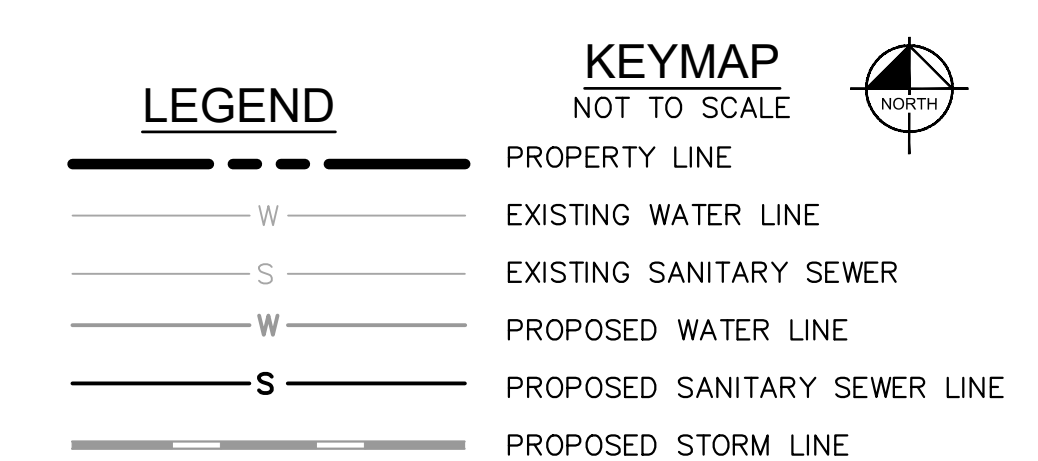 KEYMAP
NOT TO SCALE
NORTH
LEGEND
PROPERTY LINE
W EXISTING WATER LINE
S EXISTING SANITARY SEWER
W PROPOSED WATER LINE
S PROPOSED SANITARY SEWER LINE
PROPOSED STORM LINE